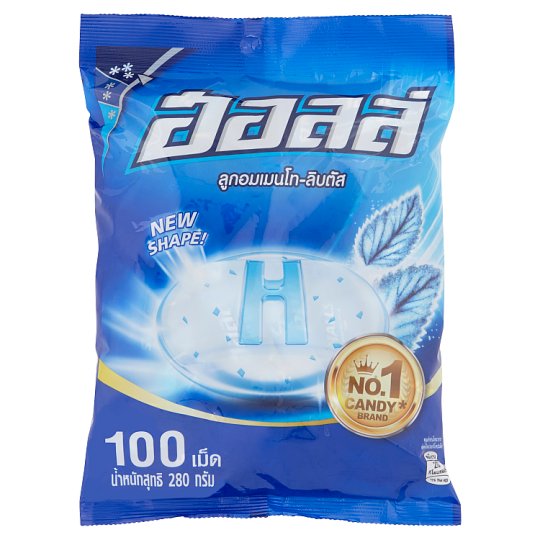 ฮอลล์
ลูกอมเมนโท-ลิบตัส
NEW
SHAPE!
H
NO.1
CANDY*
BRAND
100 เม็ด
น้ำหนักสุทธิ 280 กรัม